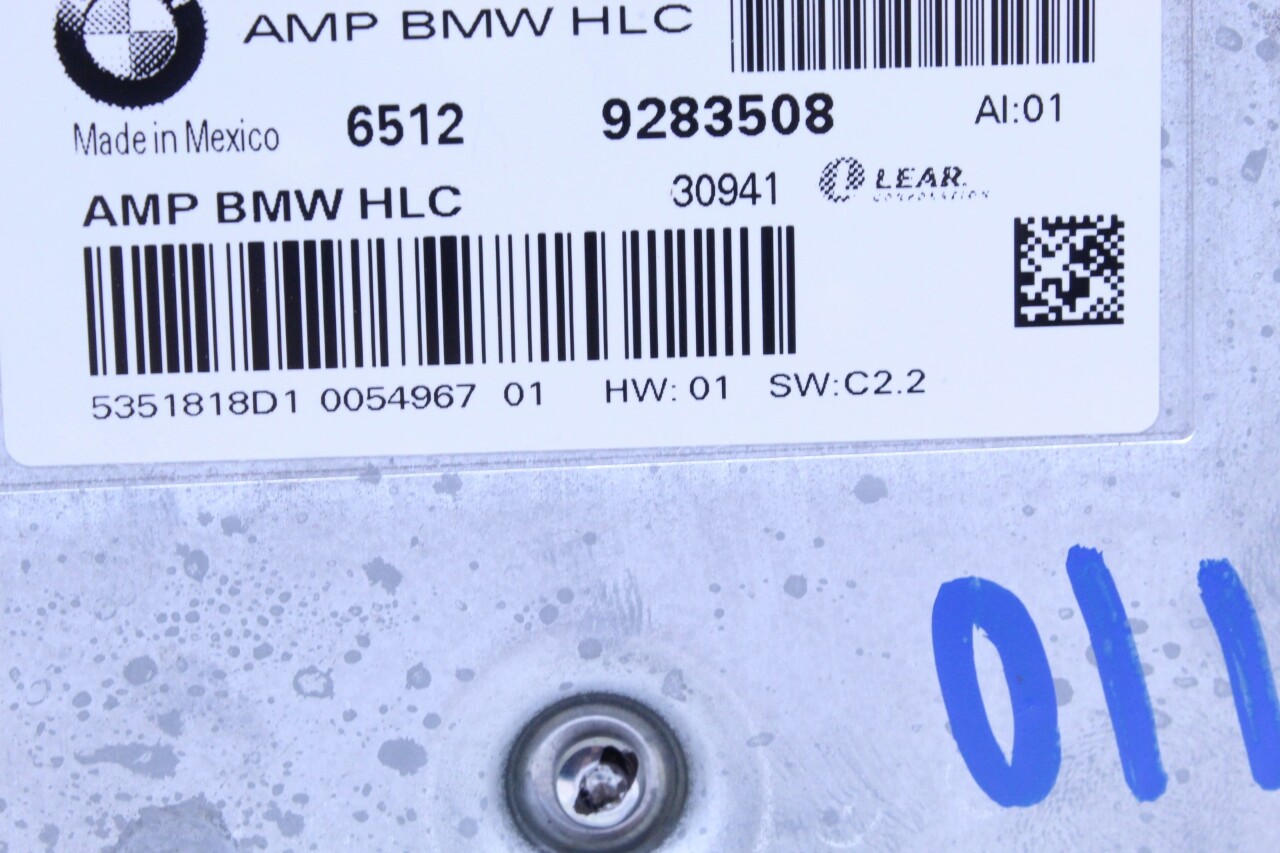 AMP BMW HLC
Made in Mexico 6512 9283508 AI:01
AMP BMW HLC 30941 LEAR.
CORPORATION
5351818D1 0054967 01 HW: 01 SW:C2.2
011